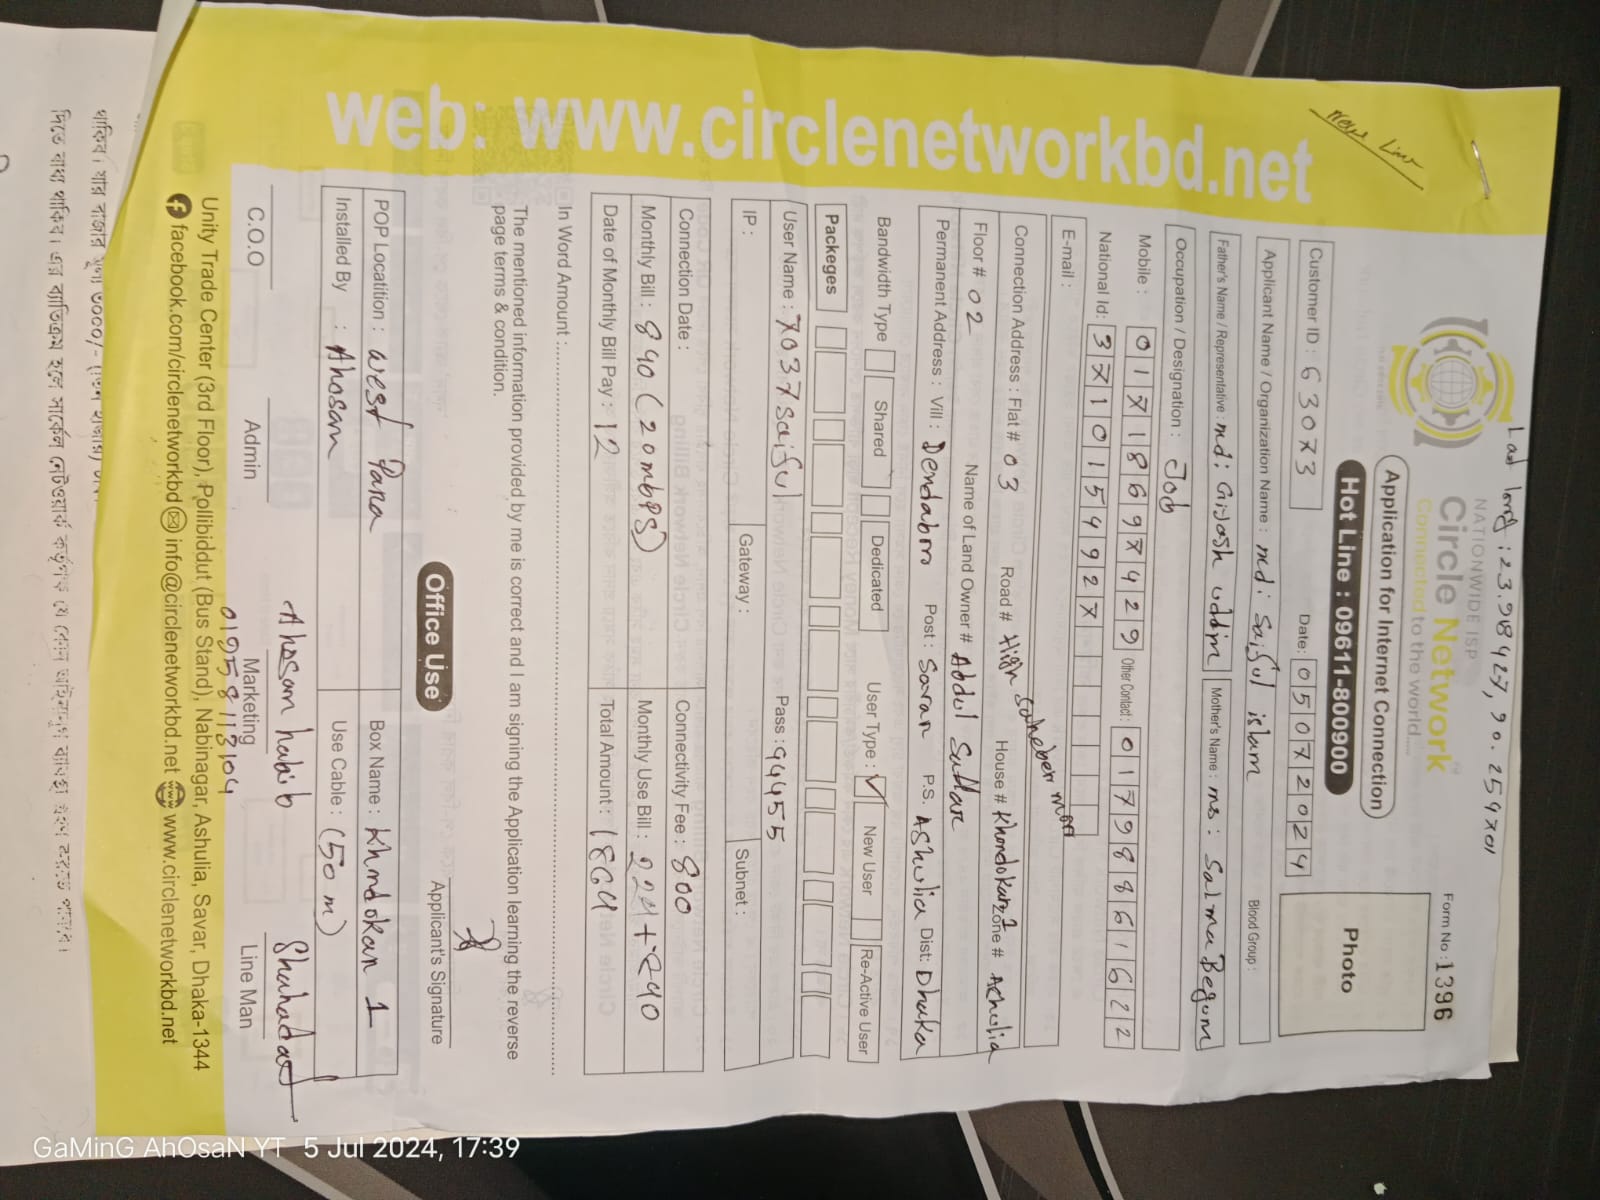 Lat long : 23.918427, 90.254701
New Line
NATIONWIDE ISP
Circle Network
Connected to the world....
Form No : 1396
Application for Internet Connection
Hot Line : 09611-800900
Photo
Customer ID : 63073 Date: 05072024
Applicant Name / Organization Name : md: Saiful islam Blood Group :
Father's Name / Representative : md: Giyash uddin Mother's Name : ms: Salma Begum
Occupation / Designation : Job
Mobile : 01718697429 Other Contact : 01798861622
National Id: 3710154927
E-mail :
Connection Address : Flat # 03 Road # High Saheber mor House # Khondokar 1 Zone # Ashulia
Floor # 02 Name of Land Owner # Abdul Sattar
Permanent Address : Vill : Dendabor Post : Savar P.S. Ashulia Dist: Dhaka
Bandwidth Type Shared Dedicated User Type : ✓ New User Re-Active User
Packeges
User Name : 7037saiful Pass : 94455
IP : Gateway : Subnet :
Connection Date : Connectivity Fee : 800
Monthly Bill : 840 (20mbPS) Monthly Use Bill : 224+840
Date of Monthly Bill Pay : 12 Total Amount : 1864
In Word Amount :
The mentioned information provided by me is correct and I am signing the Application learning the reverse
page terms & condition.
Applicant's Signature
Office Use
POP Locatition : West Para Box Name : Khondokar 1
Installed By : Ahosan Use Cable : (50 m)
Ahosan habib
01958113104
Shahadat
C.O.O Admin Marketing Line Man
Unity Trade Center (3rd Floor), Pollibiddut (Bus Stand), Nabinagar, Ashulia, Savar, Dhaka-1344
facebook.com/circlenetworkbd info@circlenetworkbd.net www.circlenetworkbd.net
web: www.circlenetworkbd.net
GaMinG AhOsaN YT 5 Jul 2024, 17:39